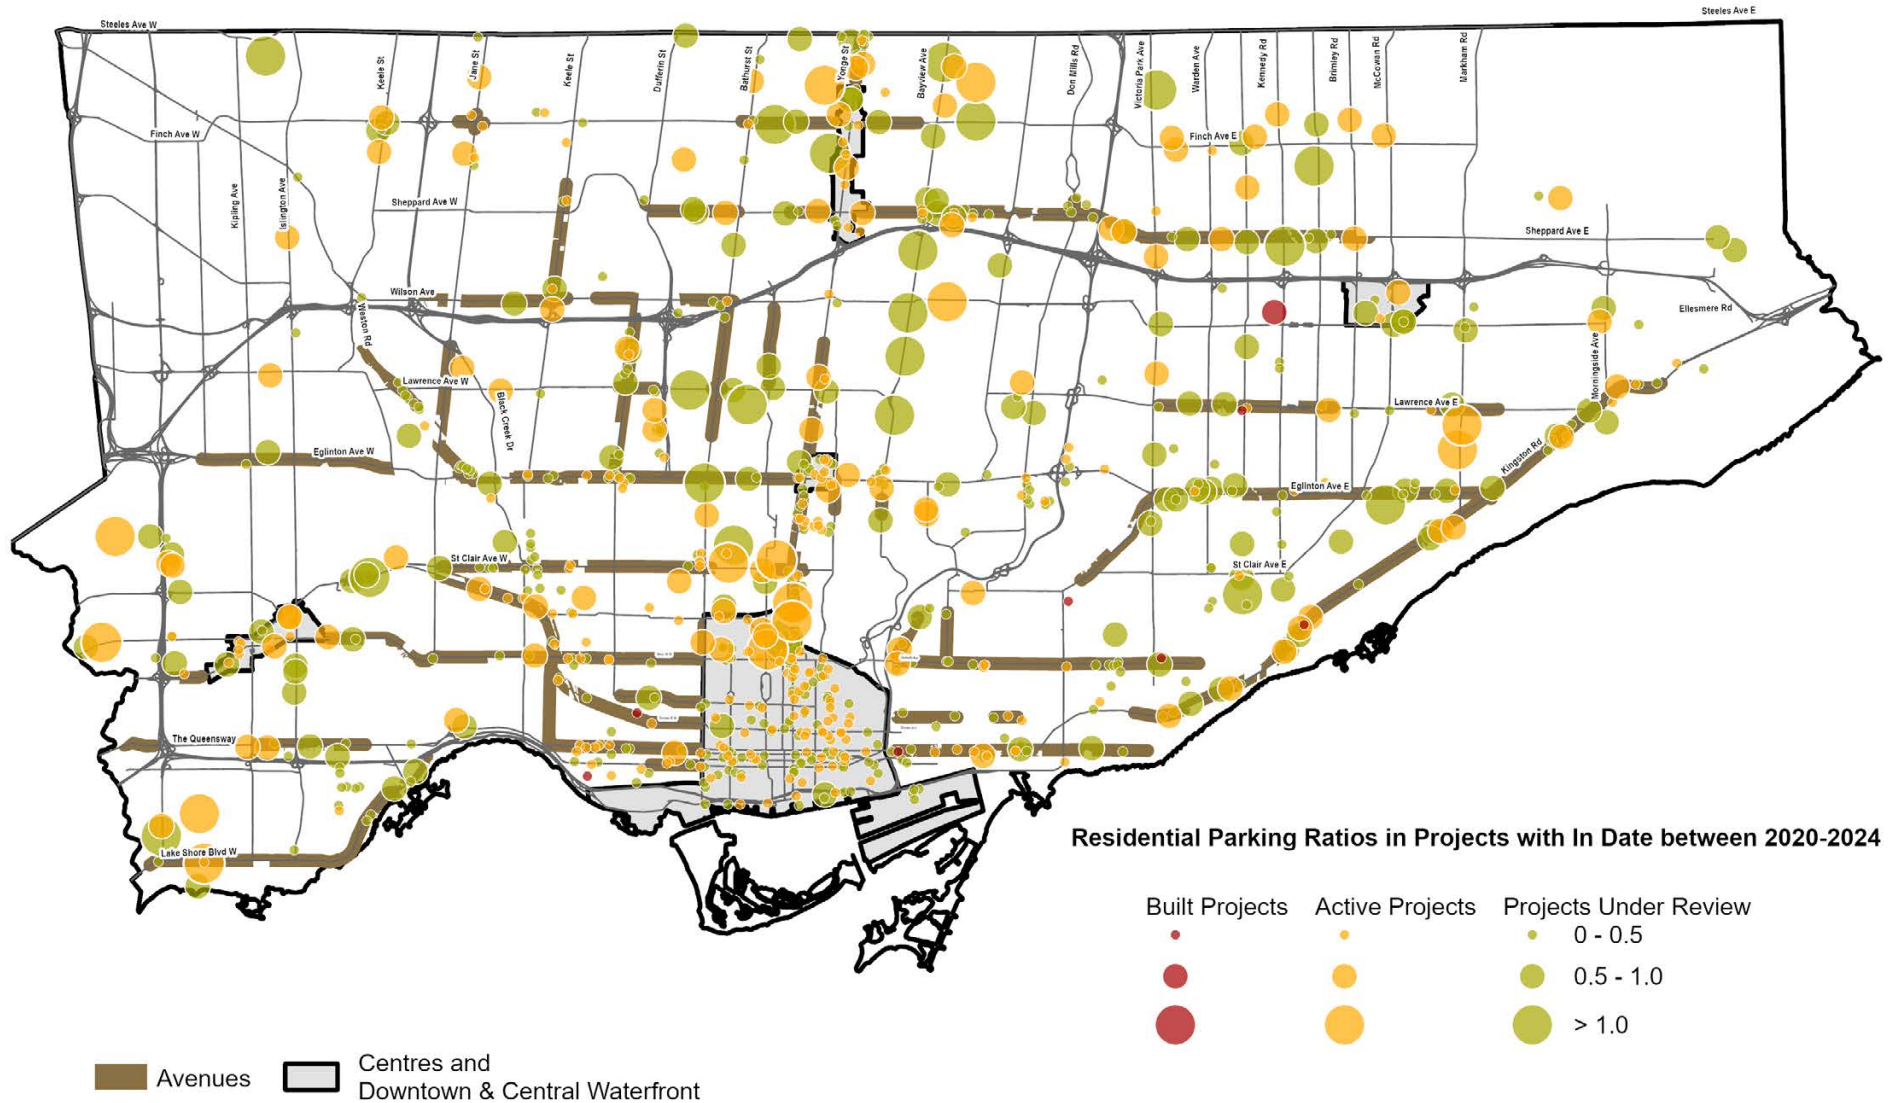 Steeles Ave W
Steeles Ave E
Keele St
Jane St
Keele St
Dufferin St
Bathurst St
Yonge St
Bayview Ave
Don Mills Rd
Victoria Park Ave
Warden Ave
Kennedy Rd
Brimley Rd
McCowan Rd
Markham Rd
Finch Ave W
Finch Ave E
Kipling Ave
Islington Ave
Sheppard Ave W
Sheppard Ave E
Wilson Ave
Weston Rd
Ellesmere Rd
Morningside Ave
Lawrence Ave W
Black Creek Dr
Lawrence Ave E
Kingston Rd
Eglinton Ave W
Eglinton Ave E
St Clair Ave W
St Clair Ave E
The Queensway
Lake Shore Blvd W
Residential Parking Ratios in Projects with In Date between 2020-2024
Built Projects Active Projects Projects Under Review
0 - 0.5
0.5 - 1.0
> 1.0
Avenues
Centres and
Downtown & Central Waterfront